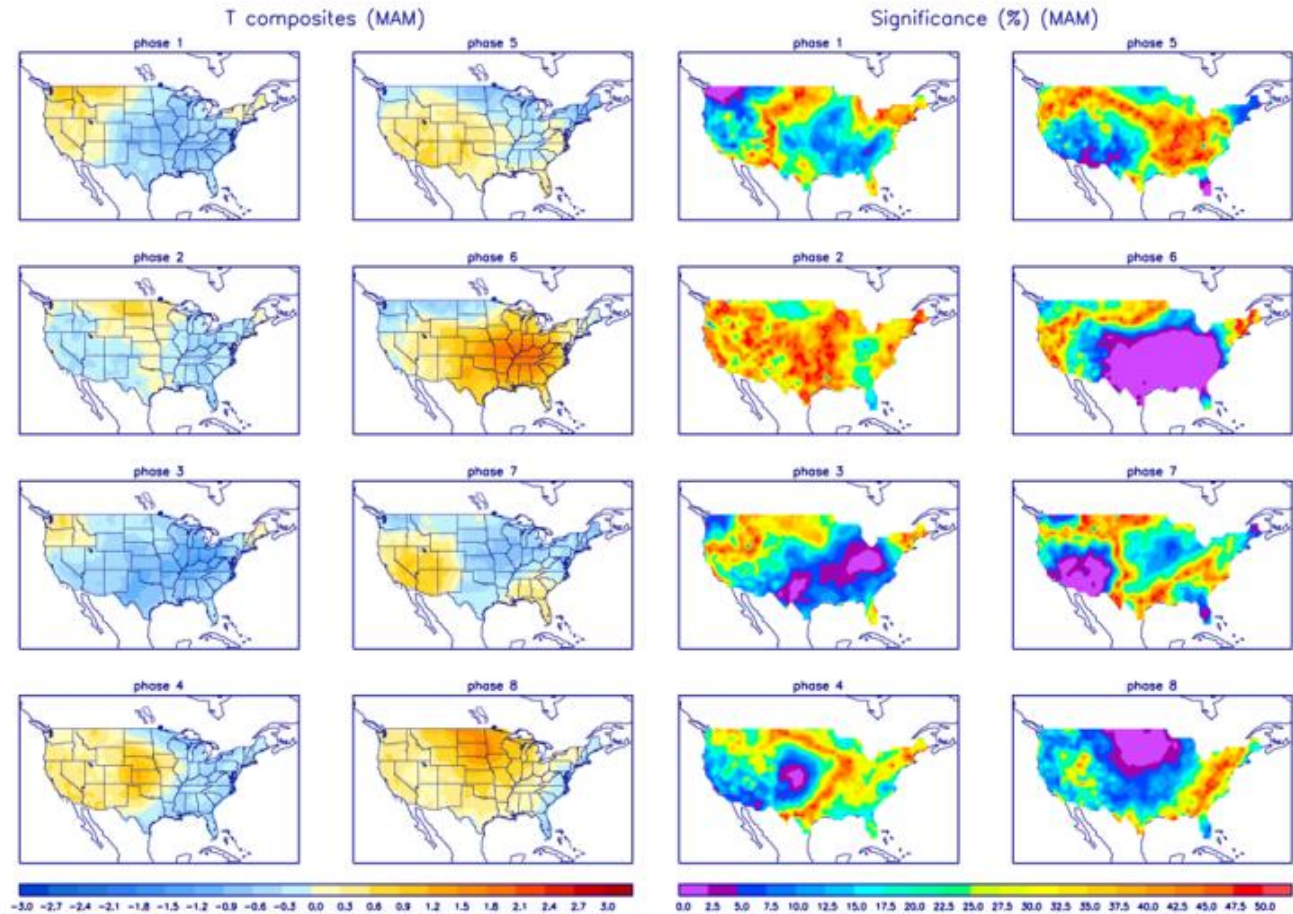 T composites (MAM)
Significance (%) (MAM)
phase 1
phase 5
phase 1
phase 5
phase 2
phase 6
phase 2
phase 6
phase 3
phase 7
phase 3
phase 7
phase 4
phase 8
phase 4
phase 8
-3.0 -2.7 -2.4 -2.1 -1.8 -1.5 -1.2 -0.9 -0.6 -0.3 0.0 0.3 0.6 0.9 1.2 1.5 1.8 2.1 2.4 2.7 3.0
0.0 2.5 5.0 7.5 10.0 12.5 15.0 17.5 20.0 22.5 25.0 27.5 30.0 32.5 35.0 37.5 40.0 42.5 45.0 47.5 50.0